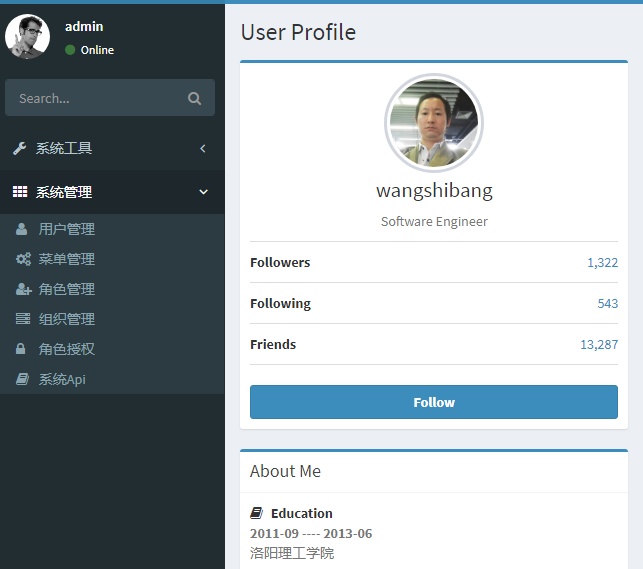 admin
Online
Search...
系统工具
系统管理
用户管理
菜单管理
角色管理
组织管理
角色授权
系统Api
User Profile
wangshibang
Software Engineer
Followers 1,322
Following 543
Friends 13,287
Follow
About Me
Education
2011-09 ---- 2013-06
洛阳理工学院